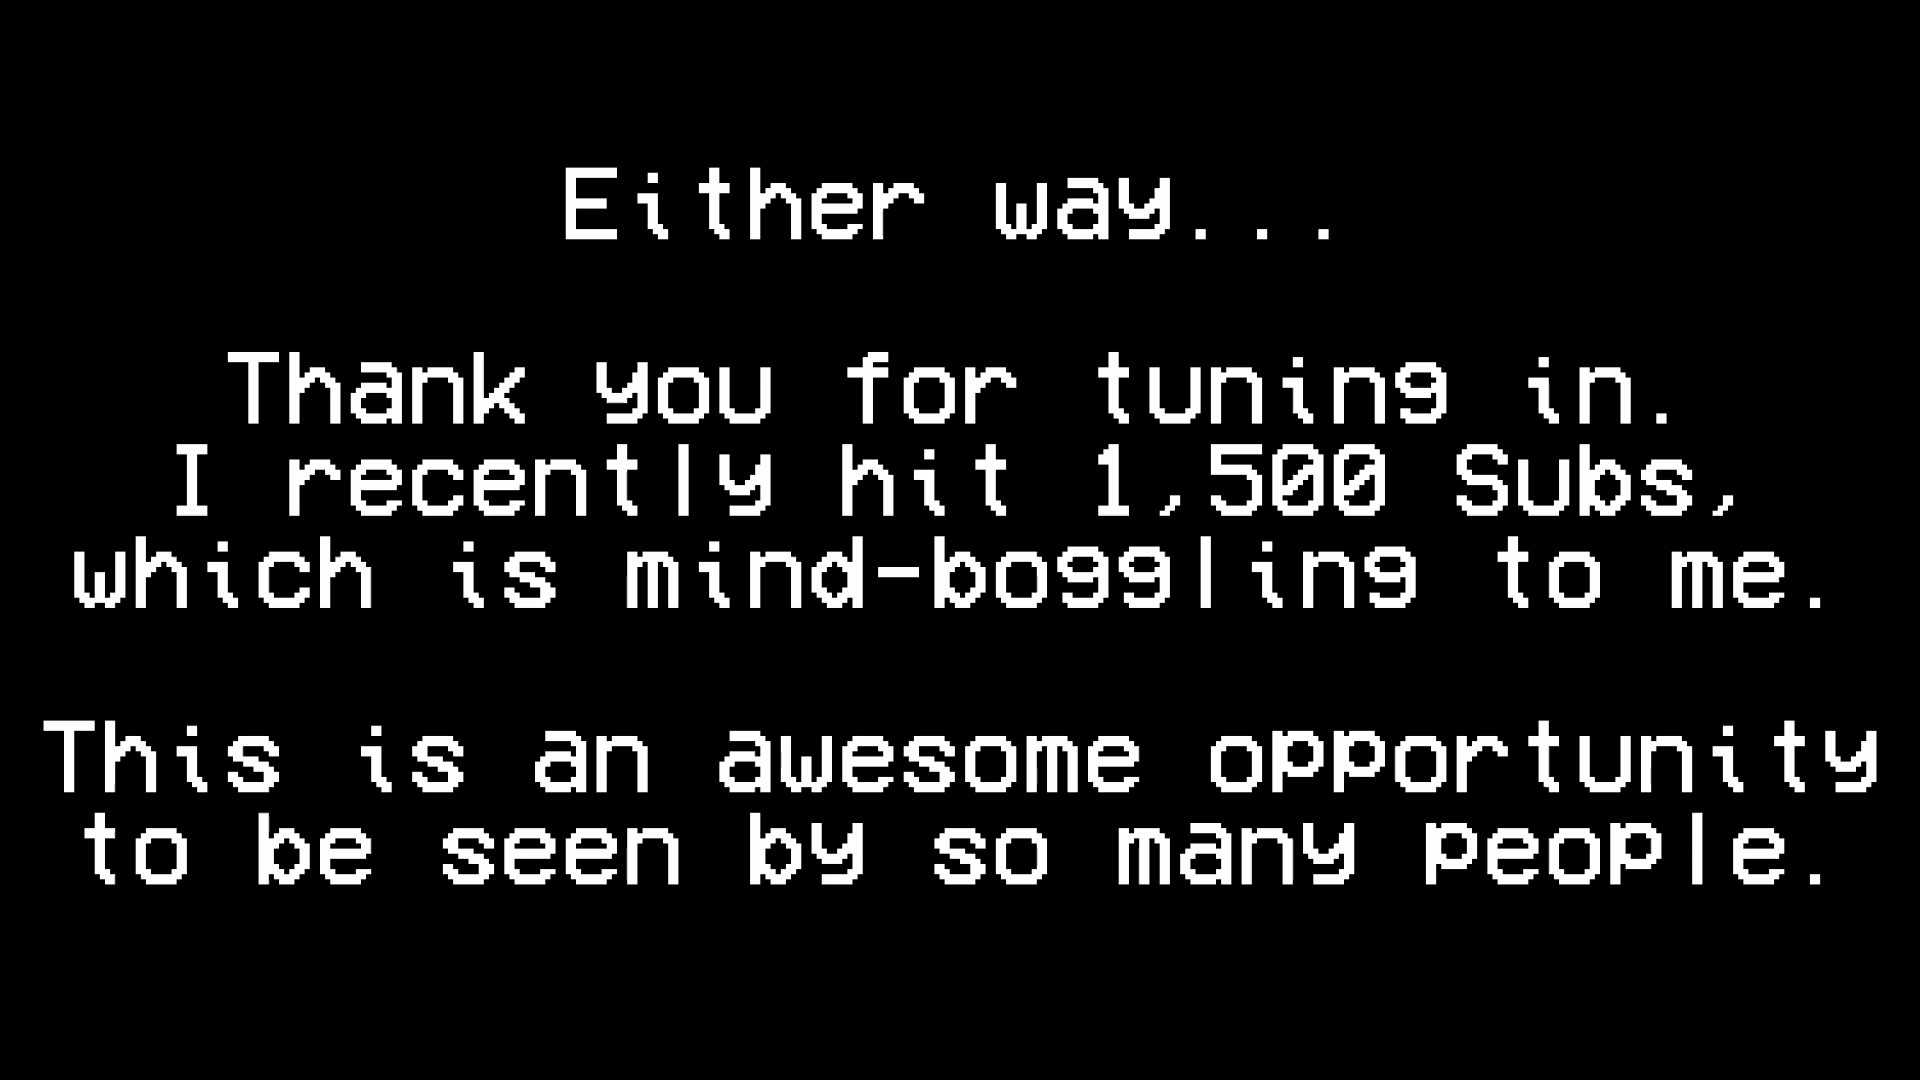 Either way...
Thank you for tuning in.
I recently hit 1,500 Subs,
which is mind-boggling to me.
This is an awesome opportunity
to be seen by so many people.